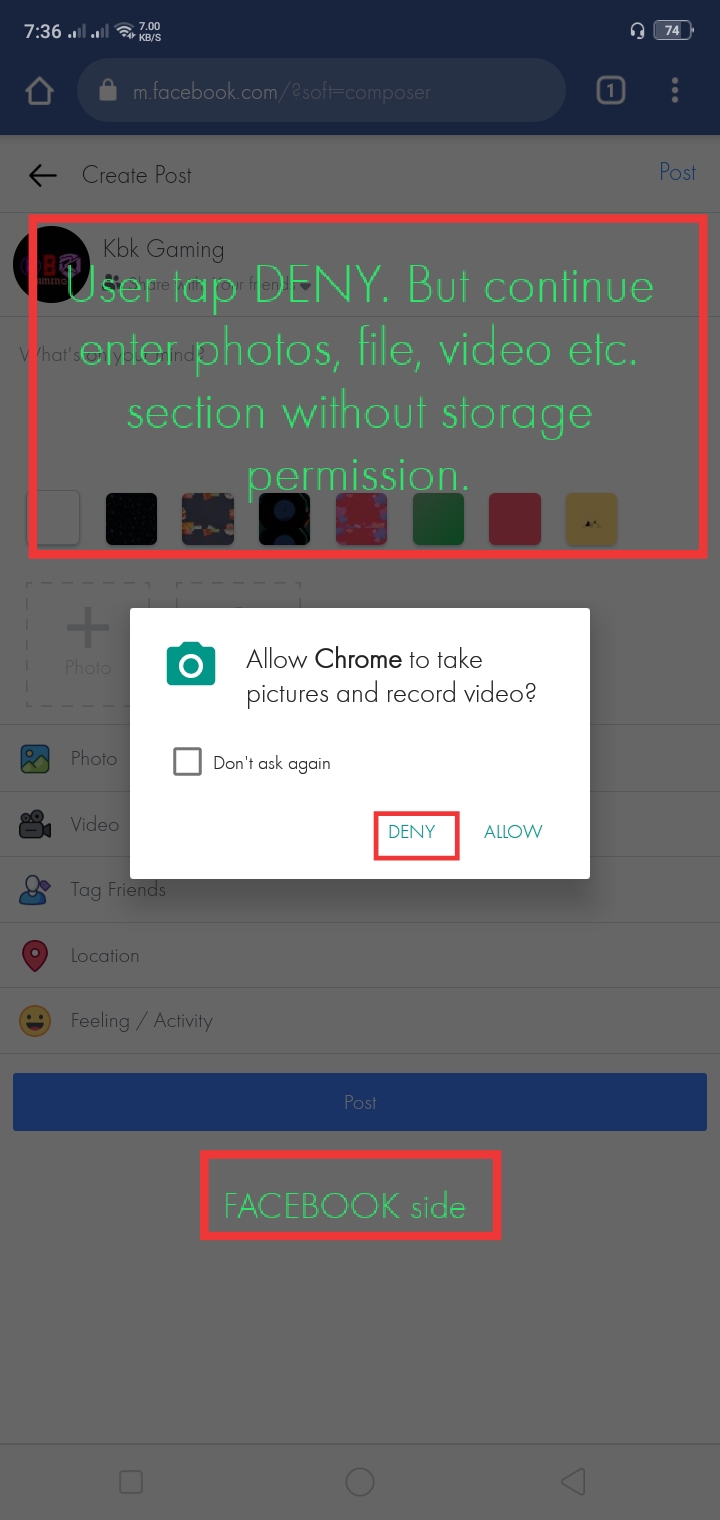 7:36
7.00
KB/S
74
m.facebook.com/?soft=composer
1
Create Post
Post
Kbk Gaming
Share with: Your friends
User tap DENY. But continue
What's on your mind?
enter photos, file, video etc.
section without storage
permission.
Photo
Allow Chrome to take
pictures and record video?
Don't ask again
DENY ALLOW
Photo
Video
Tag Friends
Location
Feeling / Activity
Post
FACEBOOK side